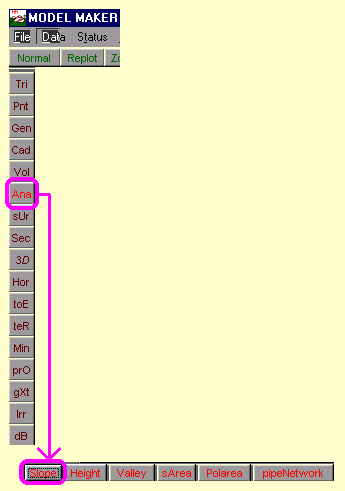 MODEL MAKER
File Data Status
Normal Replot
Tri
Pnt
Gen
Cad
Vol
Ana
sUr
Sec
3D
Hor
toE
teR
Min
prO
gXt
Irr
dB
Slope Height Valley sArea Polarea pipeNetwork